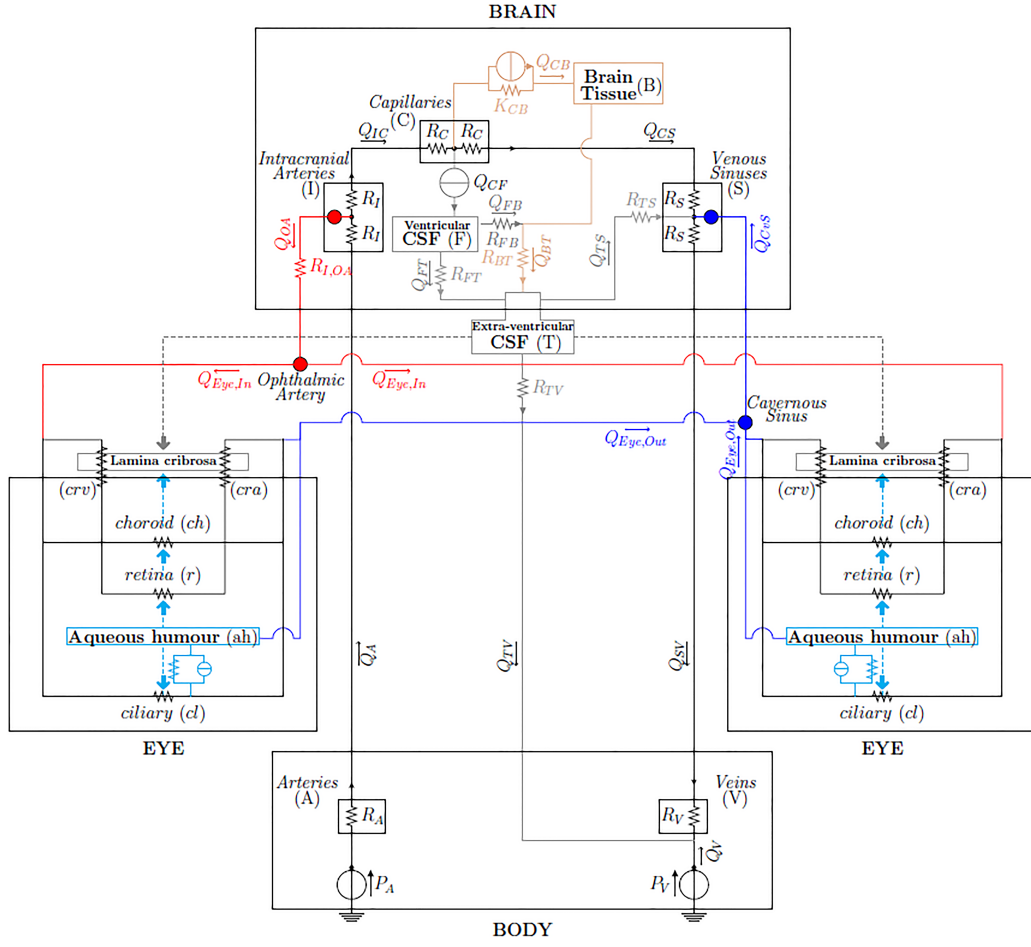 BRAIN
Q_CB
Brain
Tissue(B)
K_CB
Capillaries
(C)
Q_IC
R_C R_C
Q_CS
Intracranial
Arteries
(I)
R_I
R_I
Q_CF
Venous
Sinuses
(S)
R_S
R_S
R_TS
Q_FB
Ventricular
CSF (F)
R_FB
R_BT
Q_BT
Q_TS
Q_CvS
Q_OA
R_I,OA
Q_FT
R_FT
Extra-ventricular
CSF (T)
Q_Eye,In
Ophthalmic
Artery
Q_Eye,In
R_TV
Cavernous
Sinus
Q_Eye,Out
Q_Eye,Out
Lamina cribrosa
(crv)
(cra)
choroid (ch)
retina (r)
Aqueous humour (ah)
ciliary (cl)
EYE
Lamina cribrosa
(crv)
(cra)
choroid (ch)
retina (r)
Aqueous humour (ah)
ciliary (cl)
EYE
Q_A
Q_TV
Q_SV
Arteries
(A)
R_A
P_A
Veins
(V)
R_V
Q_V
P_V
BODY